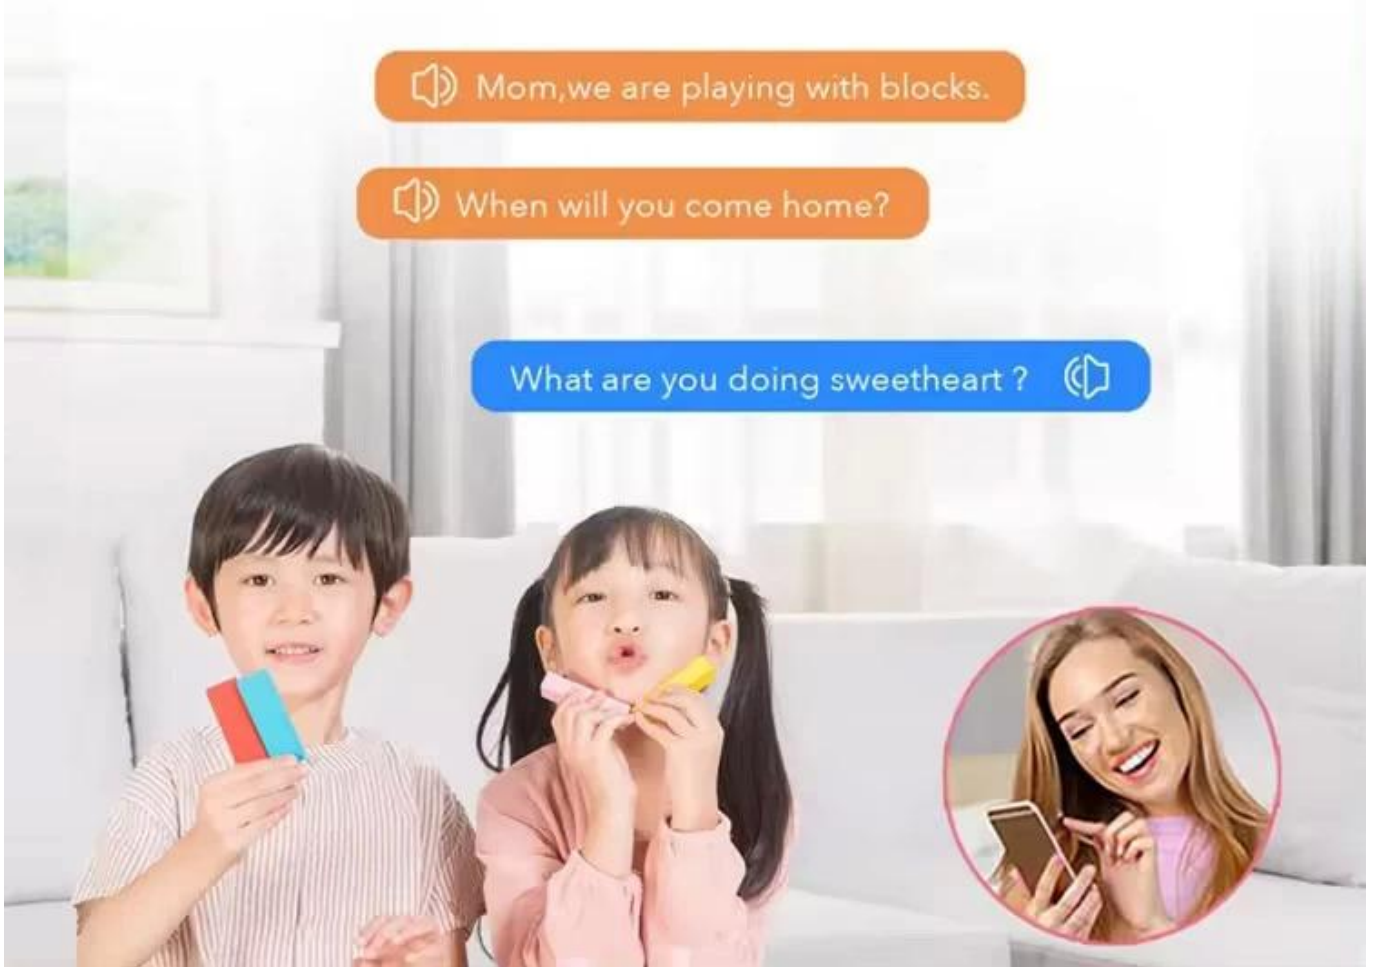 Mom,we are playing with blocks.
When will you come home?
What are you doing sweetheart ?